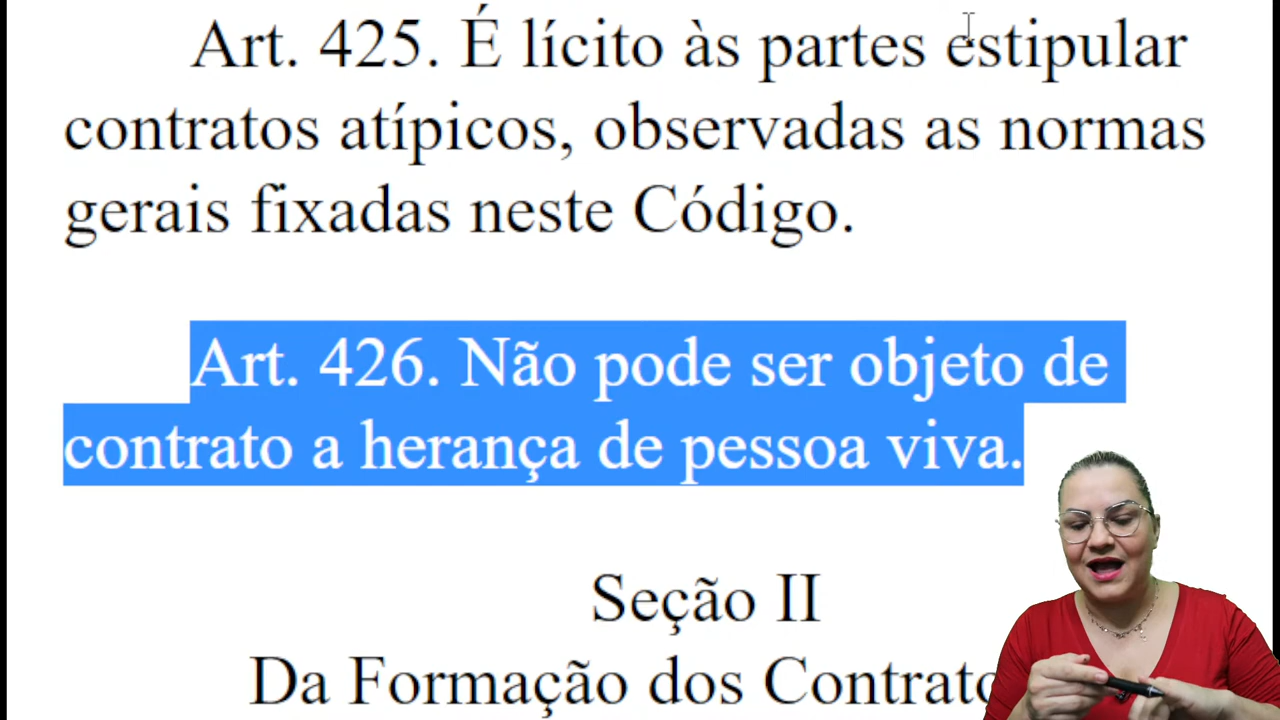 Art. 425. É lícito às partes estipular
contratos atípicos, observadas as normas
gerais fixadas neste Código.
Art. 426. Não pode ser objeto de
contrato a herança de pessoa viva.
Seção II
Da Formação dos